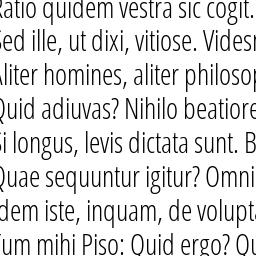 Ratio quidem vestra sic cogit.
Sed ille, ut dixi, vitiose. Videsn
Aliter homines, aliter philosop
Quid adiuvas? Nihilo beatiore
Si longus, levis dictata sunt. B
Quae sequuntur igitur? Omni
dem iste, inquam, de volupta
Cum mihi Piso: Quid ergo? Qu